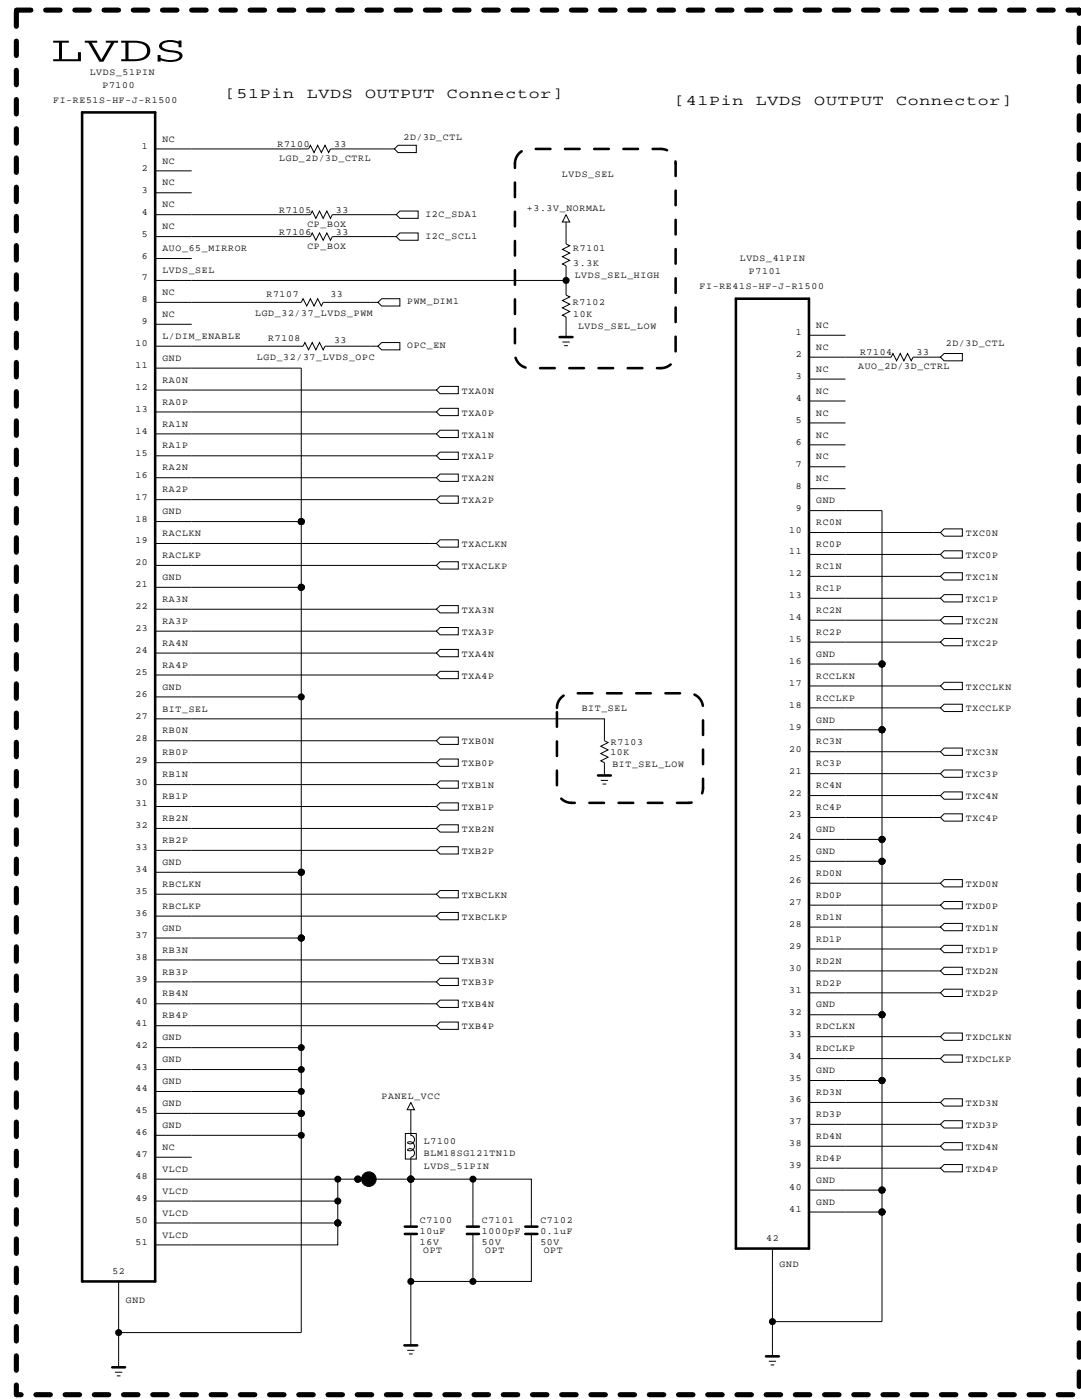 LVDS
LVDS_51PIN
P7100
FI-RE51S-HF-J-R1500
[51Pin LVDS OUTPUT Connector]
1 NC R7100 33 2D/3D_CTL
LGD_2D/3D_CTRL
2 NC
3 NC
4 NC R7105 33 I2C_SDA1
CP_BOX
5 NC R7106 33 I2C_SCL1
CP_BOX
6 AUO_65_MIRROR
7 LVDS_SEL
8 NC R7107 33 PWM_DIM1
LGD_32/37_LVDS_PWM
9 NC
10 L/DIM_ENABLE R7108 33 OPC_EN
LGD_32/37_LVDS_OPC
11 GND
12 RA0N TXA0N
13 RA0P TXA0P
14 RA1N TXA1N
15 RA1P TXA1P
16 RA2N TXA2N
17 RA2P TXA2P
18 GND
19 RACLKN TXACLKN
20 RACLKP TXACLKP
21 GND
22 RA3N TXA3N
23 RA3P TXA3P
24 RA4N TXA4N
25 RA4P TXA4P
26 GND
27 BIT_SEL
28 RB0N TXB0N
29 RB0P TXB0P
30 RB1N TXB1N
31 RB1P TXB1P
32 RB2N TXB2N
33 RB2P TXB2P
34 GND
35 RBCLKN TXBCLKN
36 RBCLKP TXBCLKP
37 GND
38 RB3N TXB3N
39 RB3P TXB3P
40 RB4N TXB4N
41 RB4P TXB4P
42 GND
43 GND
44 GND
45 GND
46 GND
47 NC
48 VLCD
49 VLCD
50 VLCD
51 VLCD
52
GND
LVDS_SEL
+3.3V_NORMAL
R7101
3.3K
LVDS_SEL_HIGH
R7102
10K
LVDS_SEL_LOW
BIT_SEL
R7103
10K
BIT_SEL_LOW
PANEL_VCC
L7100
BLM18SG121TN1D
LVDS_51PIN
C7100
10uF
16V
OPT
C7101
1000pF
50V
OPT
C7102
0.1uF
50V
OPT
[41Pin LVDS OUTPUT Connector]
LVDS_41PIN
P7101
FI-RE41S-HF-J-R1500
1 NC
2 NC R7104 33 2D/3D_CTL
AUO_2D/3D_CTRL
3 NC
4 NC
5 NC
6 NC
7 NC
8 NC
9 GND
10 RC0N TXC0N
11 RC0P TXC0P
12 RC1N TXC1N
13 RC1P TXC1P
14 RC2N TXC2N
15 RC2P TXC2P
16 GND
17 RCCLKN TXCCLKN
18 RCCLKP TXCCLKP
19 GND
20 RC3N TXC3N
21 RC3P TXC3P
22 RC4N TXC4N
23 RC4P TXC4P
24 GND
25 GND
26 RD0N TXD0N
27 RD0P TXD0P
28 RD1N TXD1N
29 RD1P TXD1P
30 RD2N TXD2N
31 RD2P TXD2P
32 GND
33 RDCLKN TXDCLKN
34 RDCLKP TXDCLKP
35 GND
36 RD3N TXD3N
37 RD3P TXD3P
38 RD4N TXD4N
39 RD4P TXD4P
40 GND
41 GND
42
GND